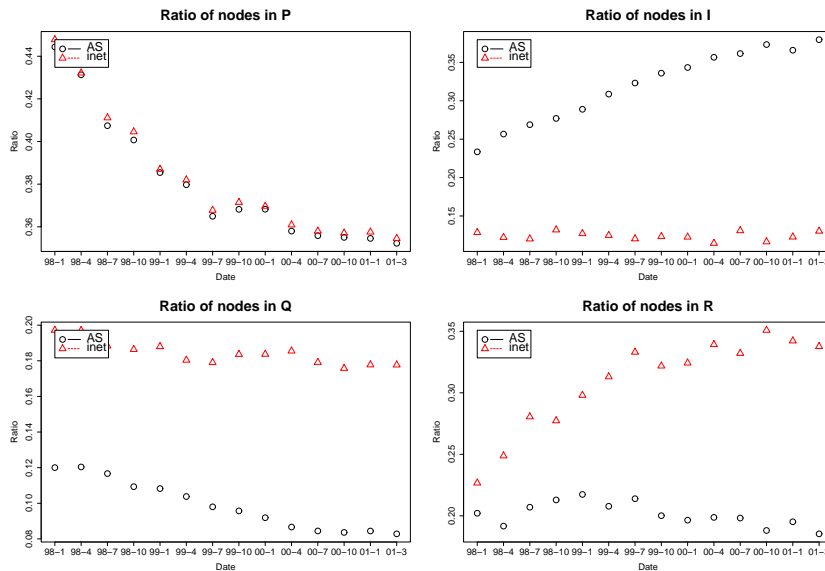 Ratio of nodes in P
AS
inet
0.36 0.38 0.40 0.42 0.44
Ratio
98−1 98−4 98−7 98−10 99−1 99−4 99−7 99−10 00−1 00−4 00−7 00−10 01−1 01−3
Date
Ratio of nodes in I
AS
inet
0.15 0.20 0.25 0.30 0.35
Ratio
98−1 98−4 98−7 98−10 99−1 99−4 99−7 99−10 00−1 00−4 00−7 00−10 01−1 01−3
Date
Ratio of nodes in Q
AS
inet
0.08 0.10 0.12 0.14 0.16 0.18 0.20
Ratio
98−1 98−4 98−7 98−10 99−1 99−4 99−7 99−10 00−1 00−4 00−7 00−10 01−1 01−3
Date
Ratio of nodes in R
AS
inet
0.20 0.25 0.30 0.35
Ratio
98−1 98−4 98−7 98−10 99−1 99−4 99−7 99−10 00−1 00−4 00−7 00−10 01−1 01−3
Date